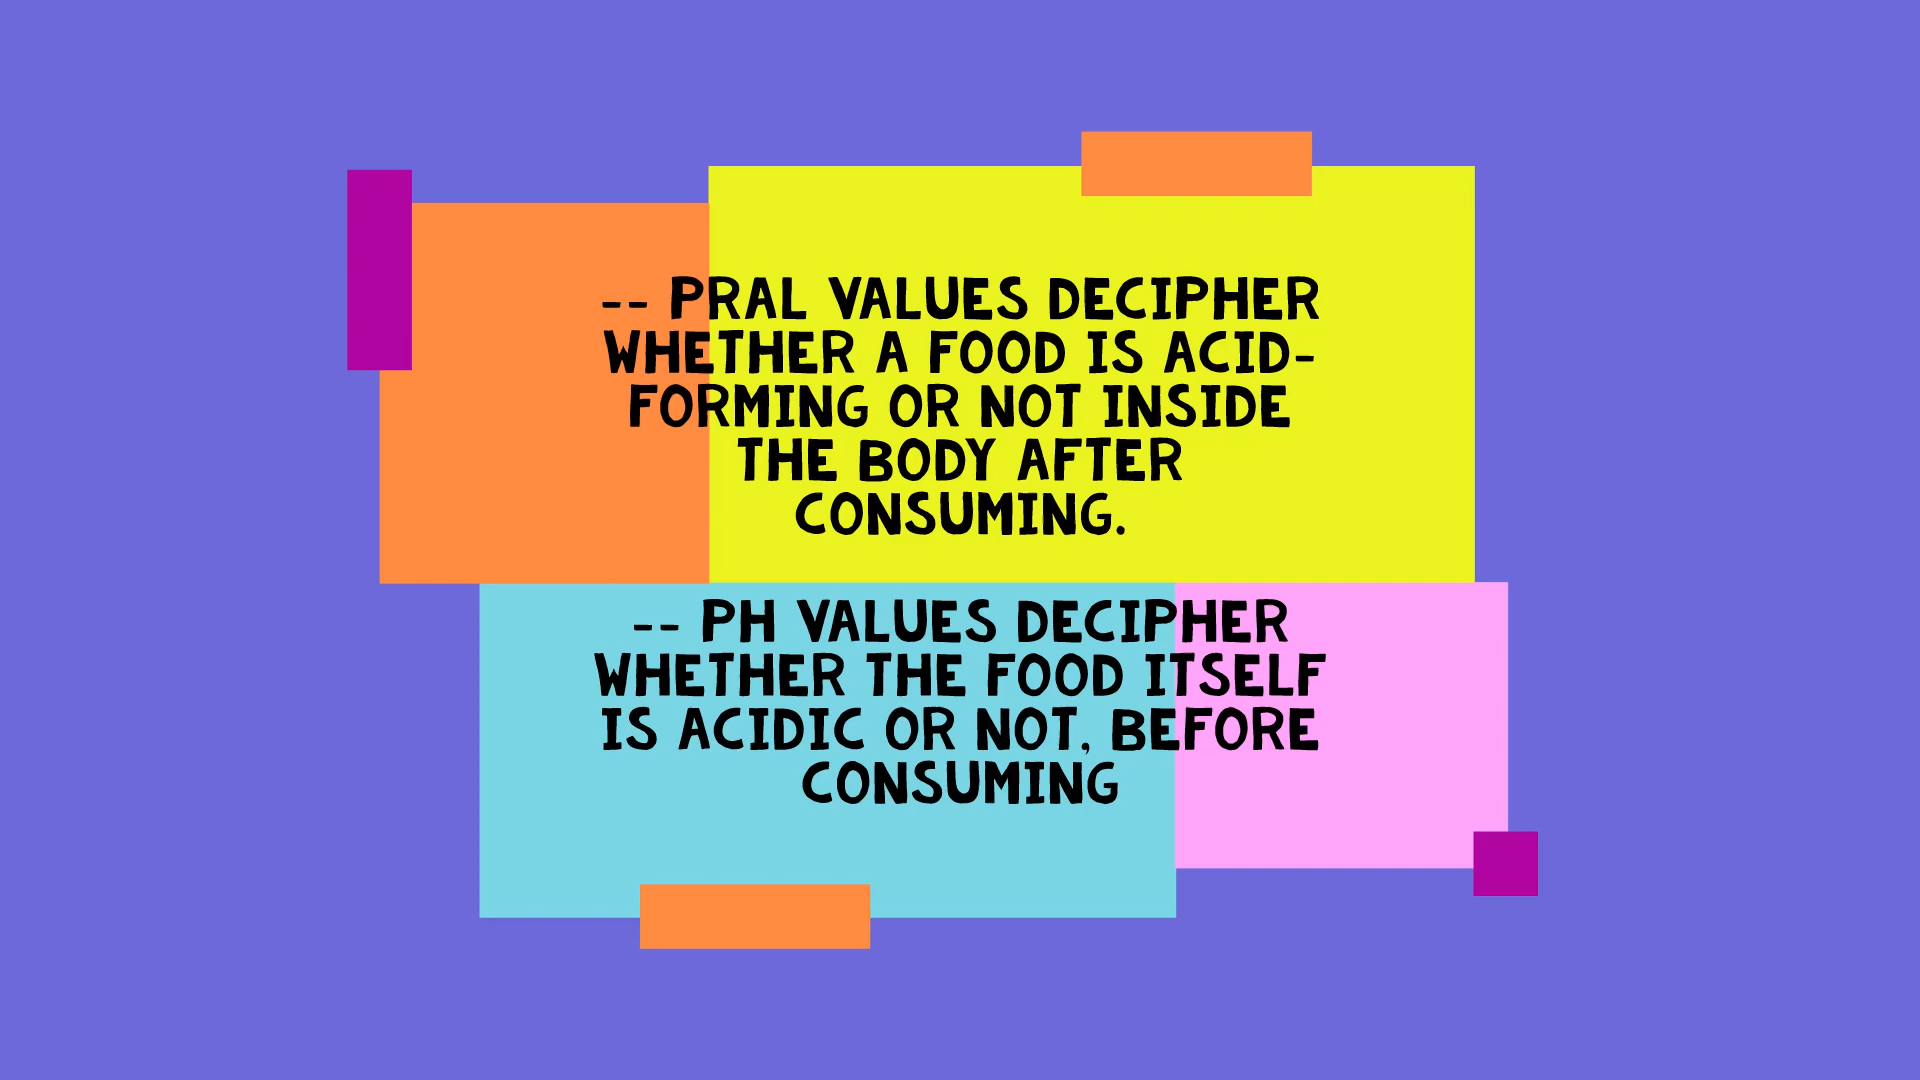 -- PRAL VALUES DECIPHER
WHETHER A FOOD IS ACID-
FORMING OR NOT INSIDE
THE BODY AFTER
CONSUMING.
-- PH VALUES DECIPHER
WHETHER THE FOOD ITSELF
IS ACIDIC OR NOT, BEFORE
CONSUMING